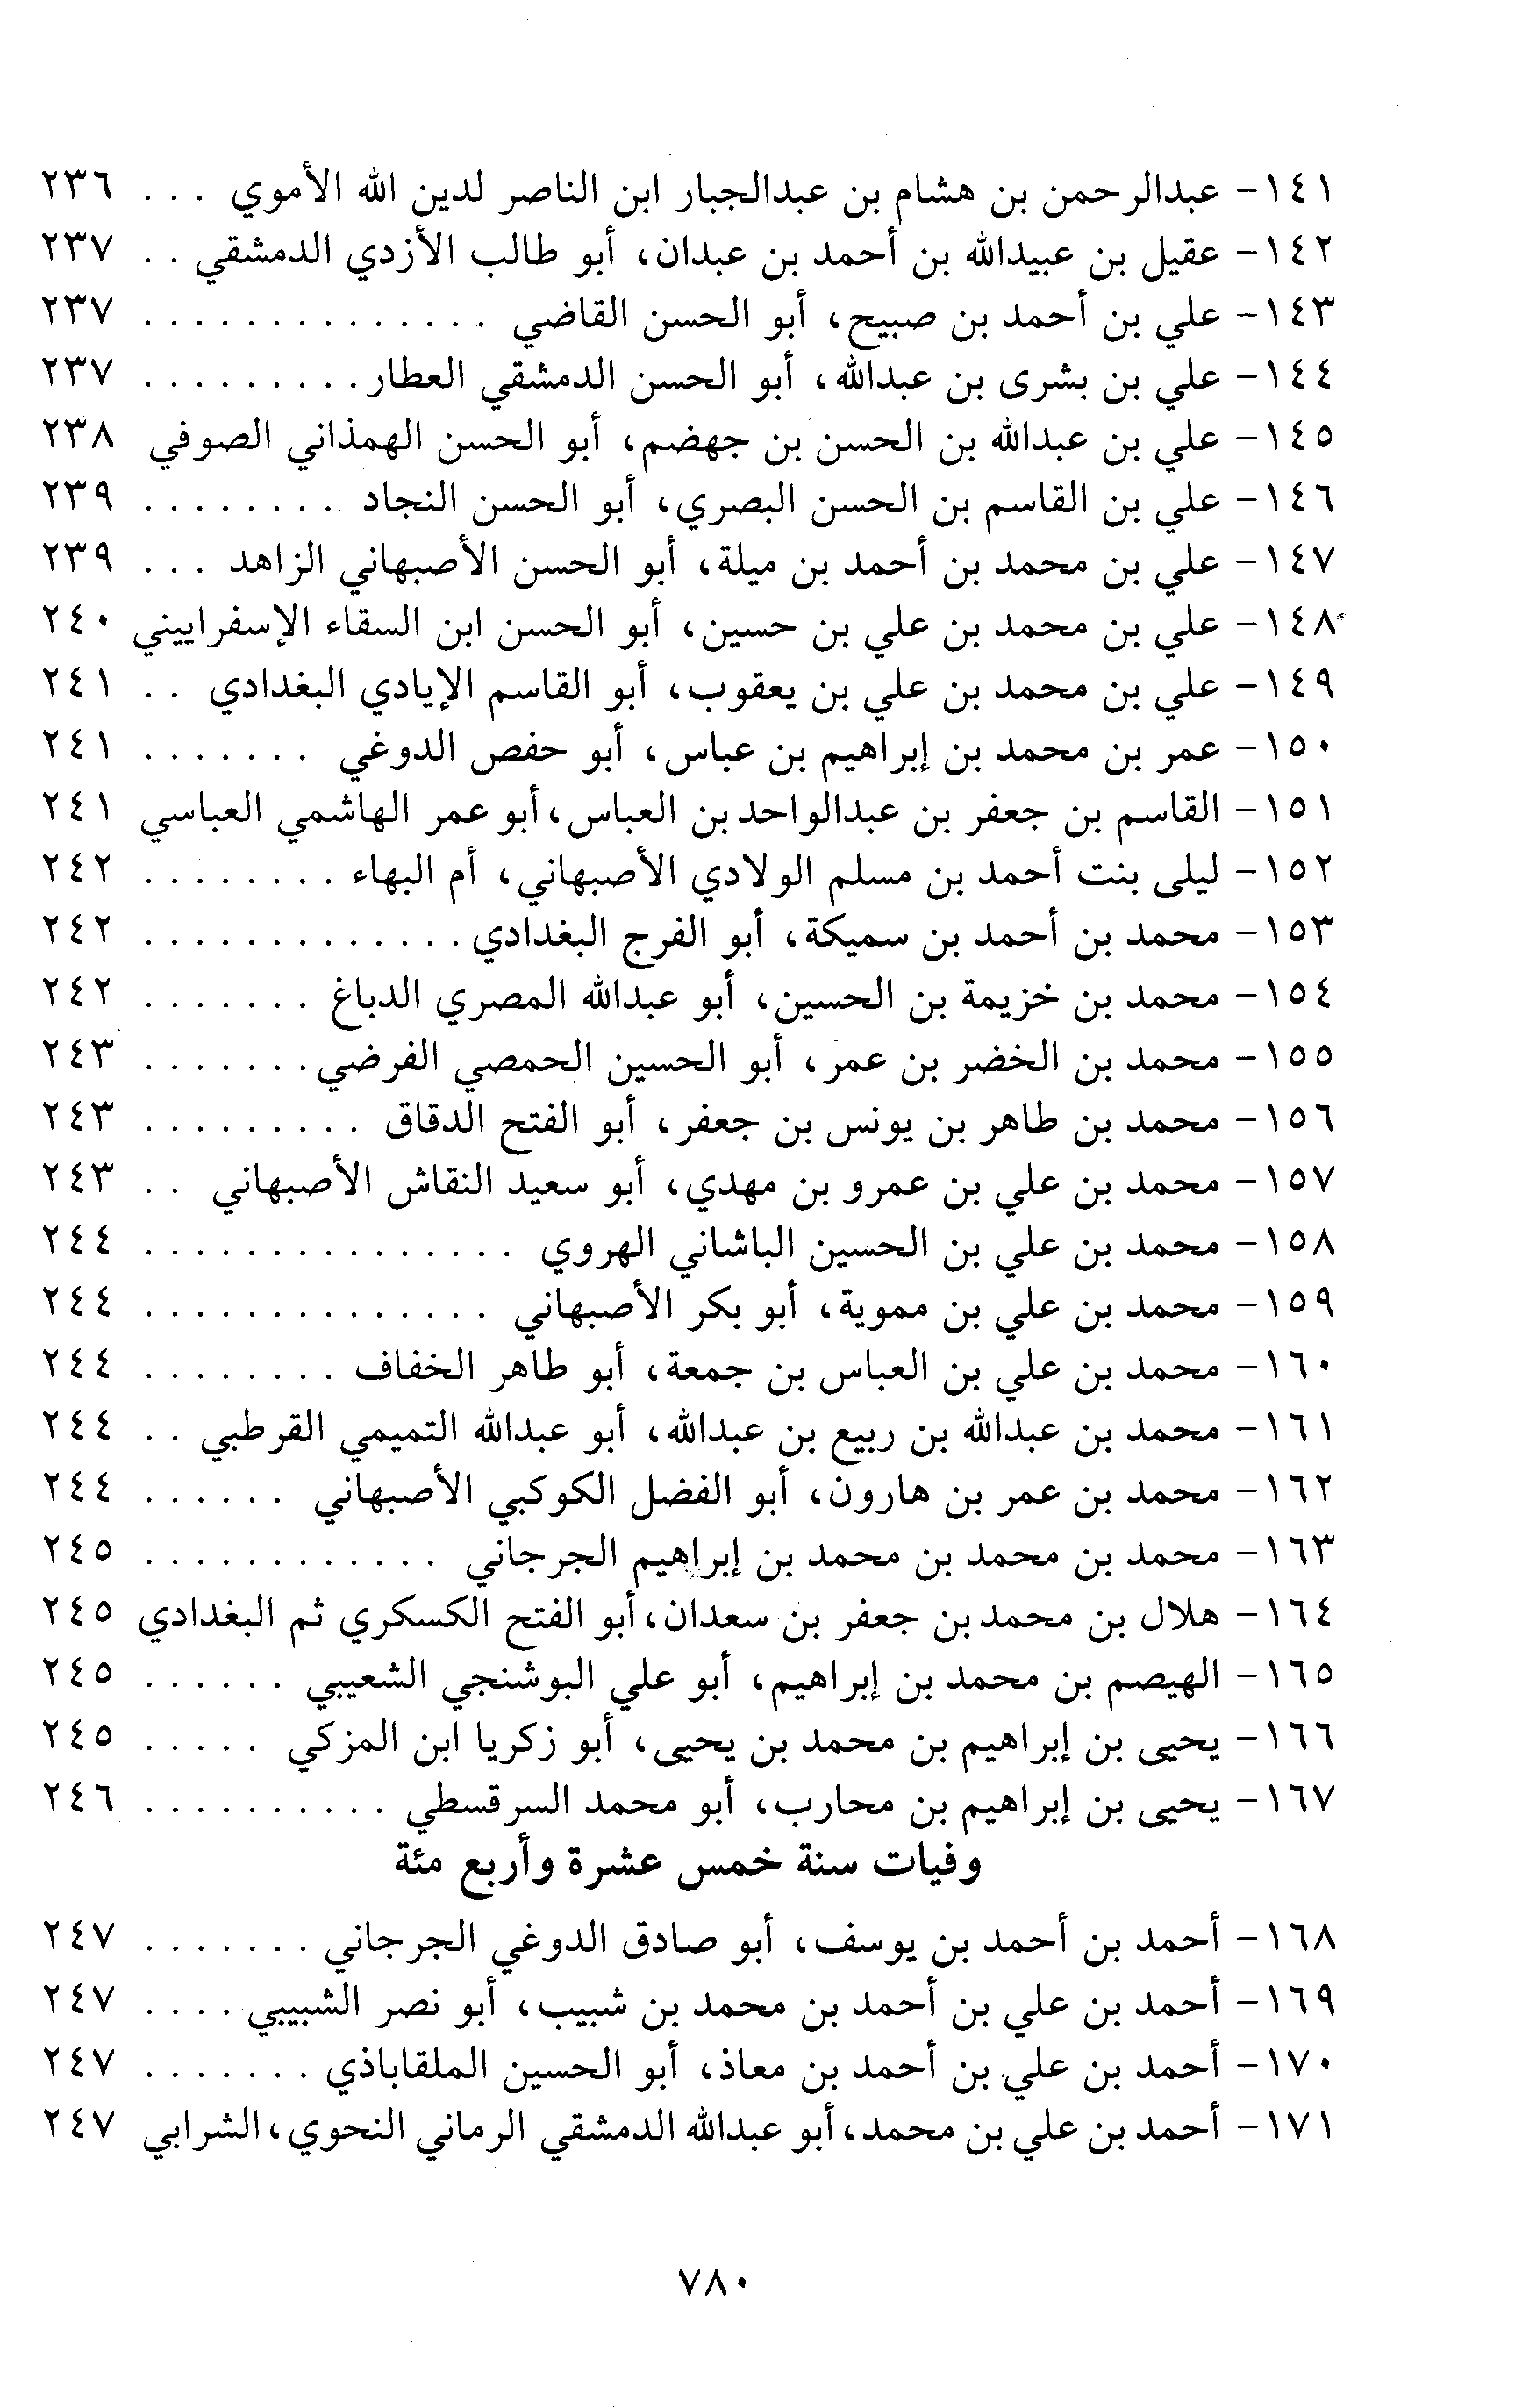 ١٤١- عبدالرحمن بن هشام بن عبدالجبار ابن الناصر لدين الله الأموي . . . ٢٣٦
١٤٢- عقيل بن عبيدالله بن أحمد بن عبدان، أبو طالب الأزدي الدمشقي . . ٢٣٧
١٤٣- علي بن أحمد بن صبيح، أبو الحسن القاضي . . . . . . . . . . . . . . ٢٣٧
١٤٤- علي بن بشرى بن عبدالله، أبو الحسن الدمشقي العطار . . . . . . . . . ٢٣٧
١٤٥- علي بن عبدالله بن الحسن بن جهضم، أبو الحسن الهمذاني الصوفي ٢٣٨
١٤٦- علي بن القاسم بن الحسن البصري، أبو الحسن النجاد . . . . . . . . ٢٣٩
١٤٧- علي بن محمد بن أحمد بن ميلة، أبو الحسن الأصبهاني الزاهد . . . ٢٣٩
١٤٨- علي بن محمد بن علي بن حسين، أبو الحسن ابن السقاء الإسفراييني ٢٤٠
١٤٩- علي بن محمد بن علي بن يعقوب، أبو القاسم الإيادي البغدادي . . ٢٤١
١٥٠- عمر بن محمد بن إبراهيم بن عباس، أبو حفص الدوغي . . . . . . . ٢٤١
١٥١- القاسم بن جعفر بن عبدالواحد بن العباس، أبو عمر الهاشمي العباسي ٢٤١
١٥٢- ليلى بنت أحمد بن مسلم الولادي الأصبهاني، أم البهاء . . . . . . . . ٢٤٢
١٥٣- محمد بن أحمد بن سميكة، أبو الفرج البغدادي . . . . . . . . . . . . . ٢٤٢
١٥٤- محمد بن خزيمة بن الحسين، أبو عبدالله المصري الدباغ . . . . . . . ٢٤٢
١٥٥- محمد بن الخضر بن عمر، أبو الحسين الحمصي الفرضي . . . . . . . ٢٤٣
١٥٦- محمد بن طاهر بن يونس بن جعفر، أبو الفتح الدقاق . . . . . . . . . ٢٤٣
١٥٧- محمد بن علي بن عمرو بن مهدي، أبو سعيد النقاش الأصبهاني . . ٢٤٣
١٥٨- محمد بن علي بن الحسين الباشاني الهروي . . . . . . . . . . . . . . . ٢٤٤
١٥٩- محمد بن علي بن مموية، أبو بكر الأصبهاني . . . . . . . . . . . . . . ٢٤٤
١٦٠- محمد بن علي بن العباس بن جمعة، أبو طاهر الخفاف . . . . . . . . ٢٤٤
١٦١- محمد بن عبدالله بن ربيع بن عبدالله، أبو عبدالله التميمي القرطبي . . ٢٤٤
١٦٢- محمد بن عمر بن هارون، أبو الفضل الكوكبي الأصبهاني . . . . . . ٢٤٤
١٦٣- محمد بن محمد بن محمد بن إبراهيم الجرجاني . . . . . . . . . . . . ٢٤٥
١٦٤- هلال بن محمد بن جعفر بن سعدان، أبو الفتح الكسكري ثم البغدادي ٢٤٥
١٦٥- الهيصم بن محمد بن إبراهيم، أبو علي البوشنجي الشعيبي . . . . . . ٢٤٥
١٦٦- يحيى بن إبراهيم بن محمد بن يحيى، أبو زكريا ابن المزكي . . . . . ٢٤٥
١٦٧- يحيى بن إبراهيم بن محارب، أبو محمد السرقسطي . . . . . . . . . . ٢٤٦
وفيات سنة خمس عشرة وأربع مئة
١٦٨- أحمد بن أحمد بن يوسف، أبو صادق الدوغي الجرجاني . . . . . . . ٢٤٧
١٦٩- أحمد بن علي بن أحمد بن محمد بن شبيب، أبو نصر الشبيبي . . . . ٢٤٧
١٧٠- أحمد بن علي بن أحمد بن معاذ، أبو الحسين الملقاباذي . . . . . . . ٢٤٧
١٧١- أحمد بن علي بن محمد، أبو عبدالله الدمشقي الرماني النحوي، الشرابي ٢٤٧
٧٨٠